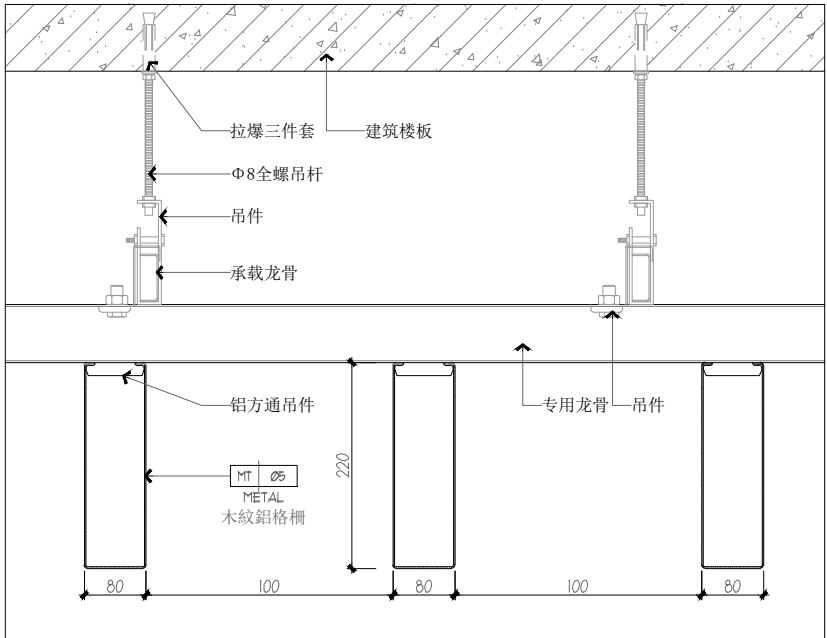 拉爆三件套
建筑楼板
Φ8全螺吊杆
吊件
承载龙骨
铝方通吊件
专用龙骨
吊件
MT 05
METAL
木紋鋁格柵
220
80
100
80
100
80